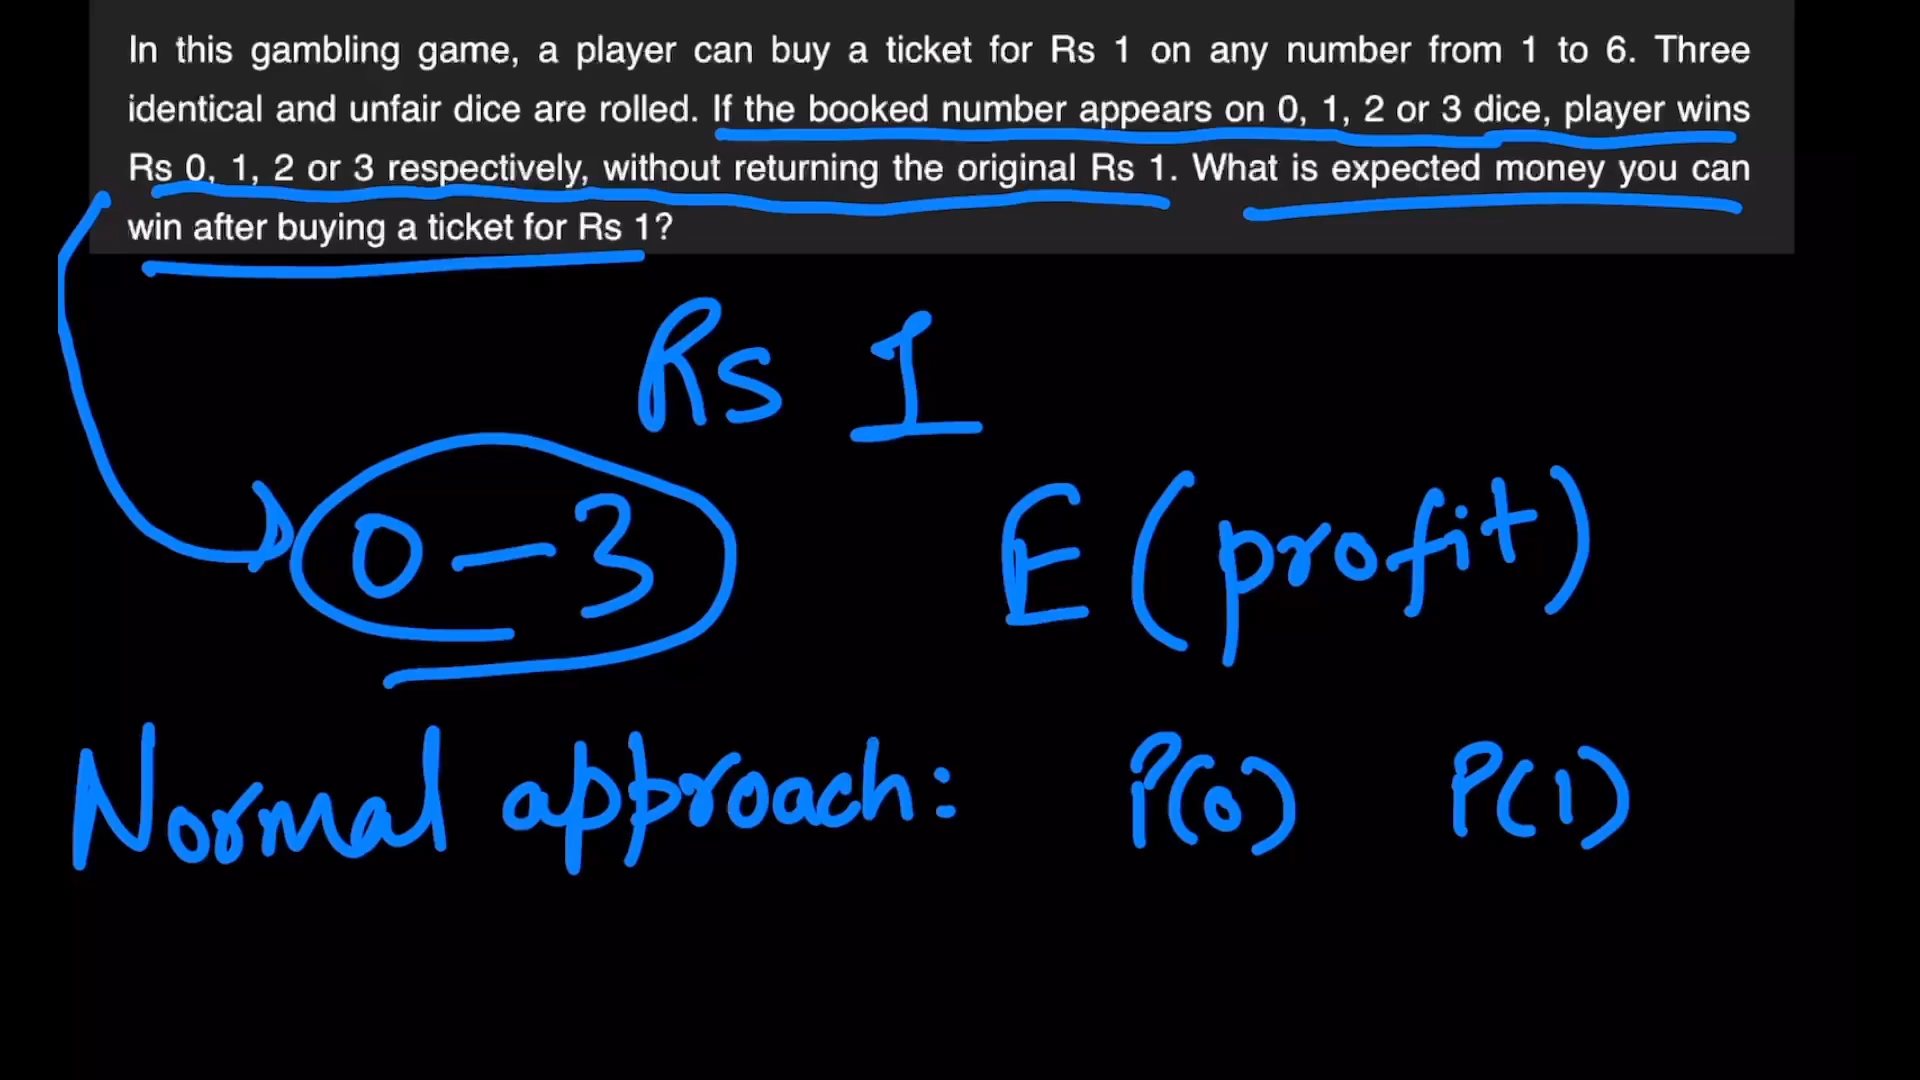 In this gambling game, a player can buy a ticket for Rs 1 on any number from 1 to 6. Three
identical and unfair dice are rolled. If the booked number appears on 0, 1, 2 or 3 dice, player wins
Rs 0, 1, 2 or 3 respectively, without returning the original Rs 1. What is expected money you can
win after buying a ticket for Rs 1?
Rs 1
0-3
E (profit)
Normal approach: P(0) P(1)